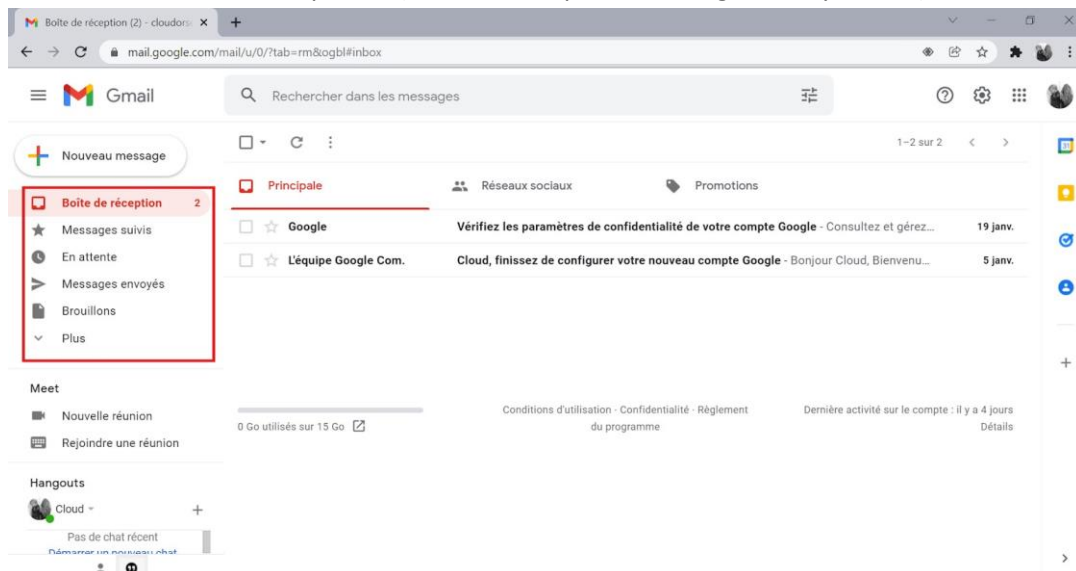 Boîte de réception (2) - cloudors
mail.google.com/mail/u/0/?tab=rm&ogbl#inbox
Gmail
Rechercher dans les messages
Nouveau message
1–2 sur 2
31
Principale
Réseaux sociaux
Promotions
Boîte de réception 2
Messages suivis
En attente
Messages envoyés
Brouillons
Plus
Google Vérifiez les paramètres de confidentialité de votre compte Google - Consultez et gérez... 19 janv.
L'équipe Google Com. Cloud, finissez de configurer votre nouveau compte Google - Bonjour Cloud, Bienvenu... 5 janv.
Meet
Nouvelle réunion
Rejoindre une réunion
0 Go utilisés sur 15 Go
Conditions d'utilisation · Confidentialité · Règlement
du programme
Dernière activité sur le compte : il y a 4 jours
Détails
Hangouts
Cloud
Pas de chat récent
Démarrer un nouveau chat